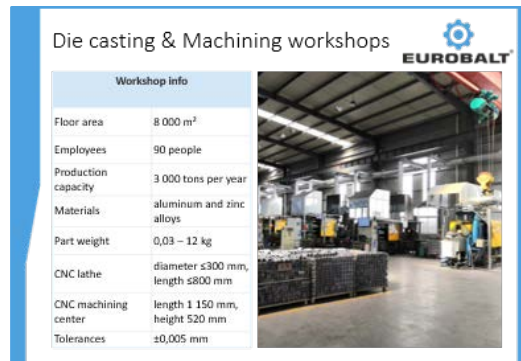 Die casting & Machining workshops
EUROBALT®
Workshop info
Floor area 8 000 m²
Employees 90 people
Production
capacity 3 000 tons per year
Materials aluminum and zinc
alloys
Part weight 0,03 – 12 kg
CNC lathe diameter ≤300 mm,
length ≤800 mm
CNC machining
center length 1 150 mm,
height 520 mm
Tolerances ±0,005 mm